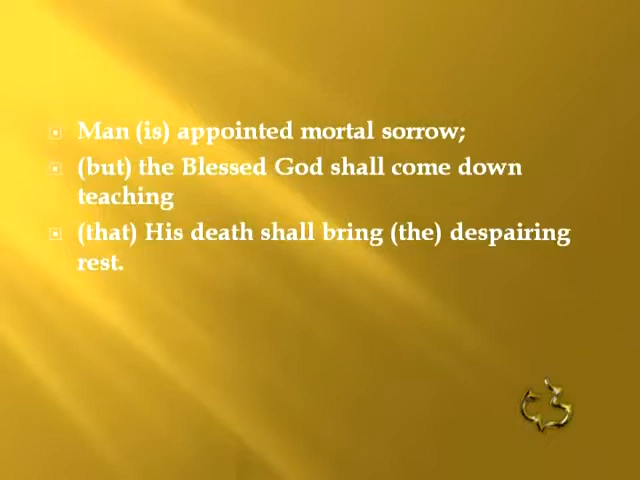 Man (is) appointed mortal sorrow;
(but) the Blessed God shall come down
teaching
(that) His death shall bring (the) despairing
rest.